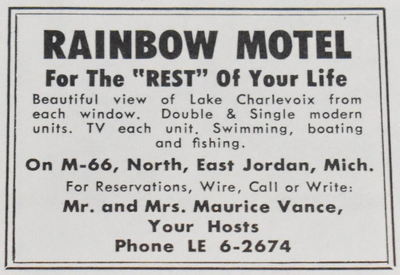 RAINBOW MOTEL
For The "REST" Of Your Life
Beautiful view of Lake Charlevoix from
each window. Double & Single modern
units. TV each unit. Swimming, boating
and fishing.
On M-66, North, East Jordan, Mich.
For Reservations, Wire, Call or Write:
Mr. and Mrs. Maurice Vance,
Your Hosts
Phone LE 6-2674